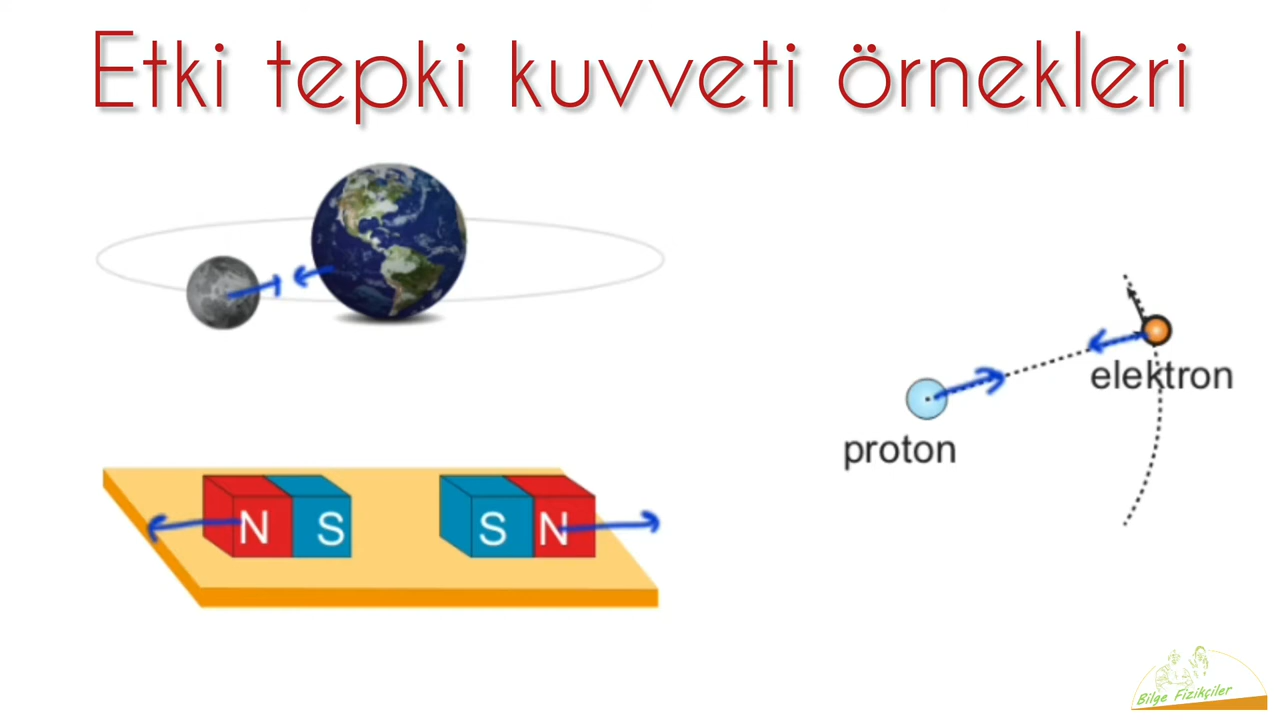 Etki tepki kuvveti örnekleri
elektron
proton
N S S N
Bilge Fizikçiler